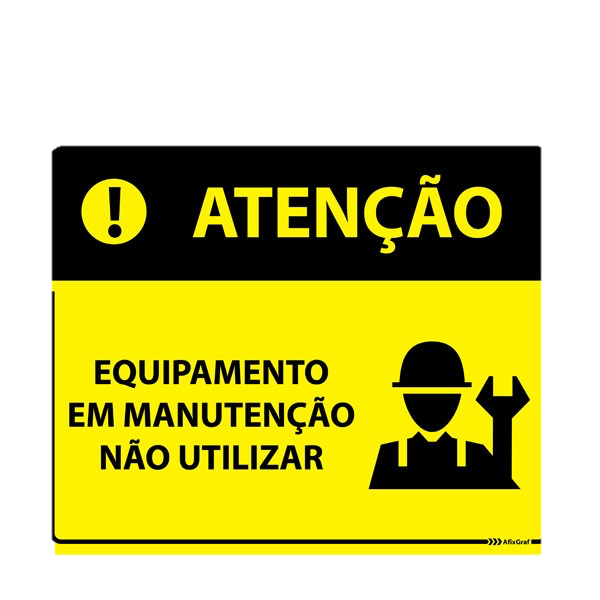 ! ATENÇÃO
EQUIPAMENTO
EM MANUTENÇÃO
NÃO UTILIZAR
AfixGraf